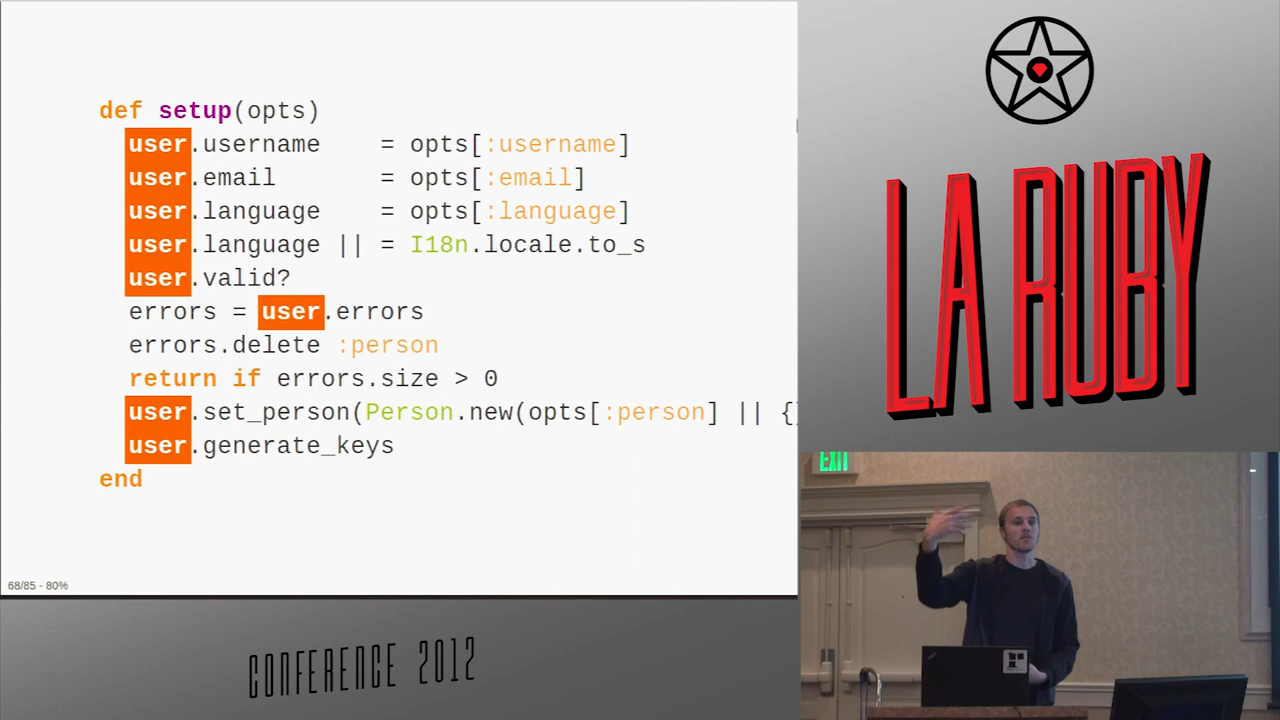 def setup(opts)
user.username = opts[:username]
user.email = opts[:email]
user.language = opts[:language]
user.language || = I18n.locale.to_s
user.valid?
errors = user.errors
errors.delete :person
return if errors.size > 0
user.set_person(Person.new(opts[:person] || {}
user.generate_keys
end
68/85 - 80%
CONFERENCE 2012
LA RUBY
EXIT